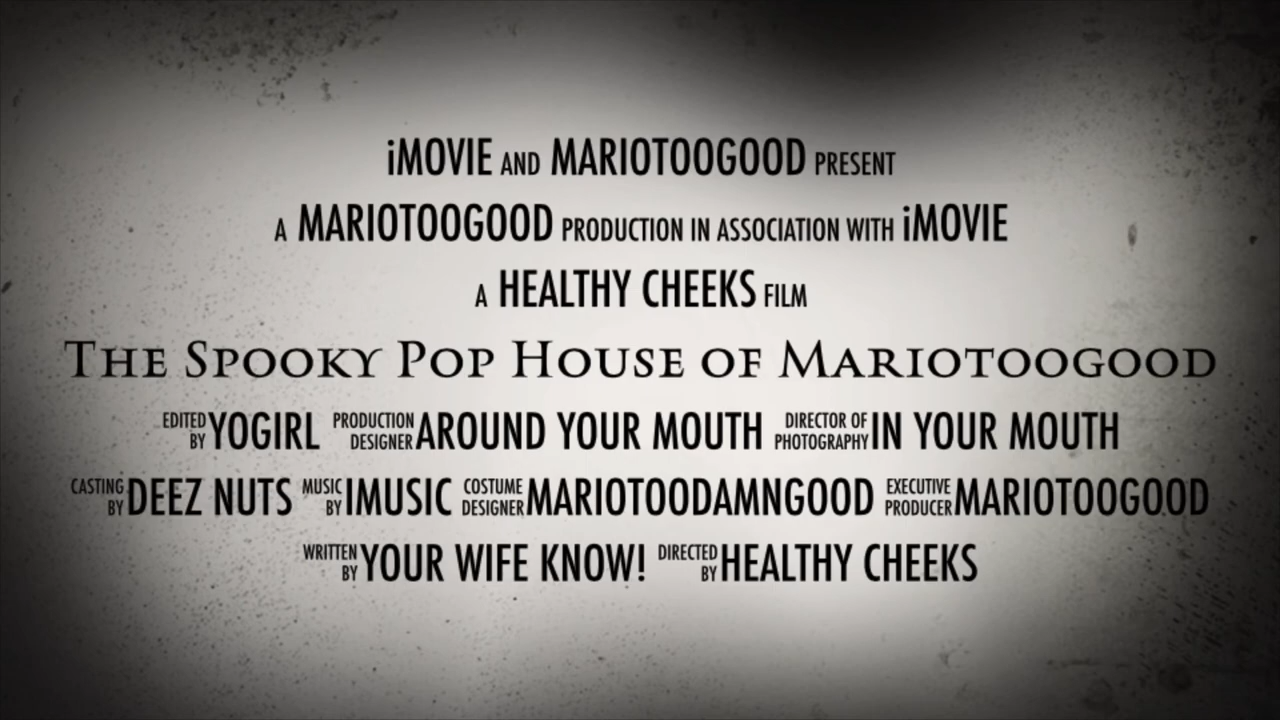 iMOVIE AND MARIOTOOGOOD PRESENT
A MARIOTOOGOOD PRODUCTION IN ASSOCIATION WITH iMOVIE
A HEALTHY CHEEKS FILM
THE SPOOKY POP HOUSE OF MARIOTOOGOOD
EDITED BY YOGIRL PRODUCTION DESIGNER AROUND YOUR MOUTH DIRECTOR OF PHOTOGRAPHY IN YOUR MOUTH
CASTING BY DEEZ NUTS MUSIC BY IMUSIC COSTUME DESIGNER MARIOTOODAMNGOOD EXECUTIVE PRODUCER MARIOTOOGOOD
WRITTEN BY YOUR WIFE KNOW! DIRECTED BY HEALTHY CHEEKS